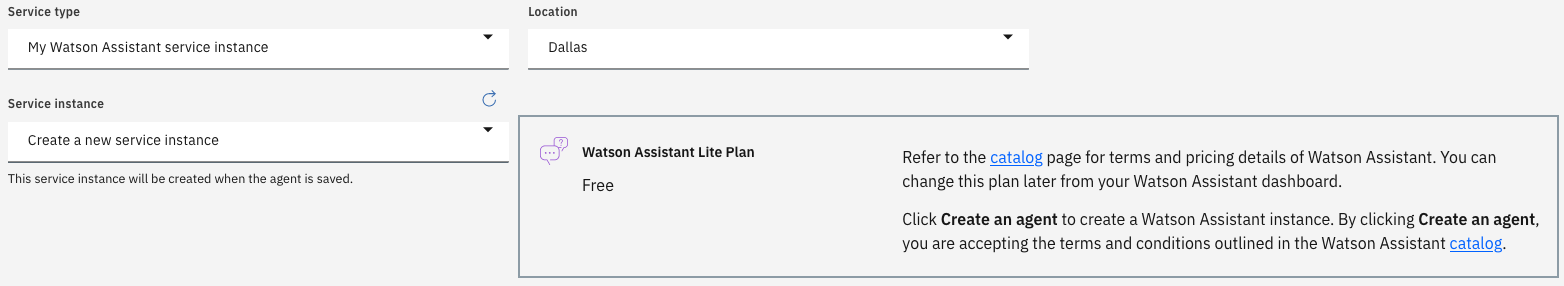 Service type
My Watson Assistant service instance
Location
Dallas
Service instance
Create a new service instance
This service instance will be created when the agent is saved.
Watson Assistant Lite Plan
Free
Refer to the catalog page for terms and pricing details of Watson Assistant. You can
change this plan later from your Watson Assistant dashboard.
Click Create an agent to create a Watson Assistant instance. By clicking Create an agent,
you are accepting the terms and conditions outlined in the Watson Assistant catalog.